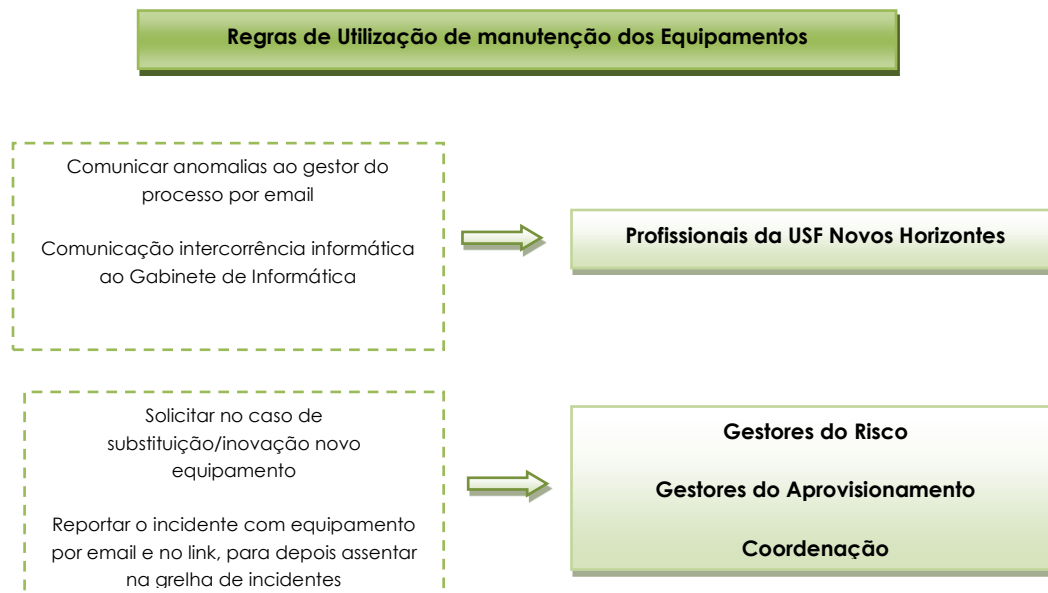 Regras de Utilização de manutenção dos Equipamentos
Comunicar anomalias ao gestor do
processo por email
Comunicação intercorrência informática
ao Gabinete de Informática
Profissionais da USF Novos Horizontes
Solicitar no caso de
substituição/inovação novo
equipamento
Reportar o incidente com equipamento
por email e no link, para depois assentar
na grelha de incidentes
Gestores do Risco
Gestores do Aprovisionamento
Coordenação